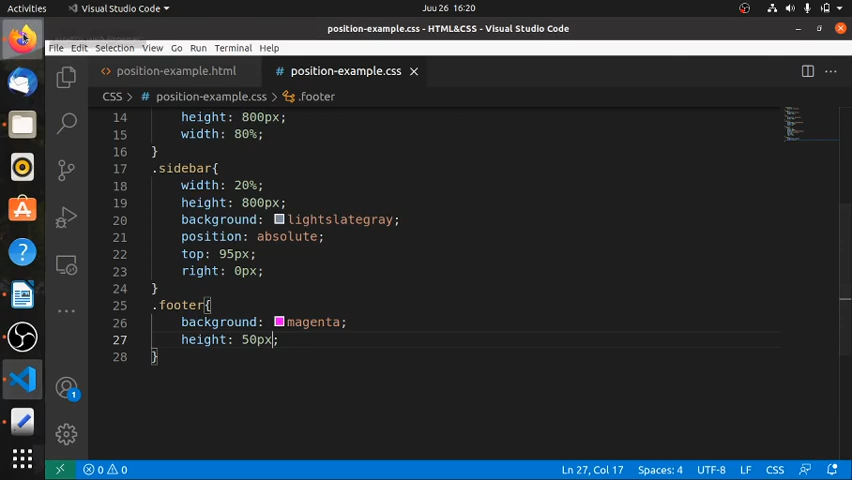 Activities
Visual Studio Code
Juu 26 16:20
position-example.css - HTML&CSS - Visual Studio Code
File Edit Selection View Go Run Terminal Help
position-example.html
# position-example.css
CSS > # position-example.css > .footer
14 height: 800px;
15 width: 80%;
16 }
17 .sidebar{
18 width: 20%;
19 height: 800px;
20 background: lightslategray;
21 position: absolute;
22 top: 95px;
23 right: 0px;
24 }
25 .footer{
26 background: magenta;
27 height: 50px;
28 }
1
0 0
Ln 27, Col 17 Spaces: 4 UTF-8 LF CSS